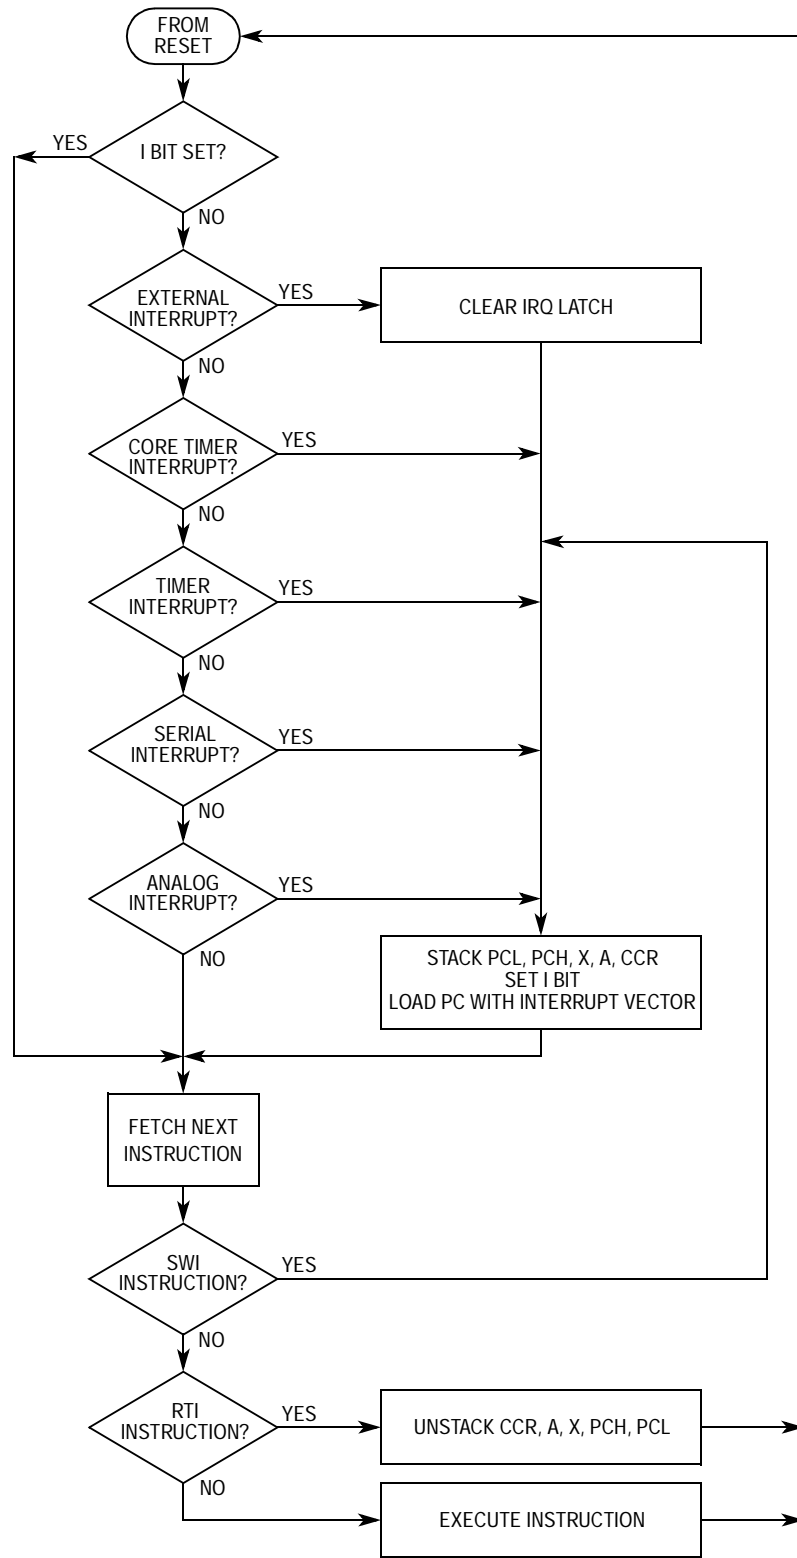 FROM
RESET
I BIT SET?
YES
NO
EXTERNAL
INTERRUPT?
YES
CLEAR IRQ LATCH
NO
CORE TIMER
INTERRUPT?
YES
NO
TIMER
INTERRUPT?
YES
NO
SERIAL
INTERRUPT?
YES
NO
ANALOG
INTERRUPT?
YES
NO
STACK PCL, PCH, X, A, CCR
SET I BIT
LOAD PC WITH INTERRUPT VECTOR
FETCH NEXT
INSTRUCTION
SWI
INSTRUCTION?
YES
NO
RTI
INSTRUCTION?
YES
UNSTACK CCR, A, X, PCH, PCL
NO
EXECUTE INSTRUCTION